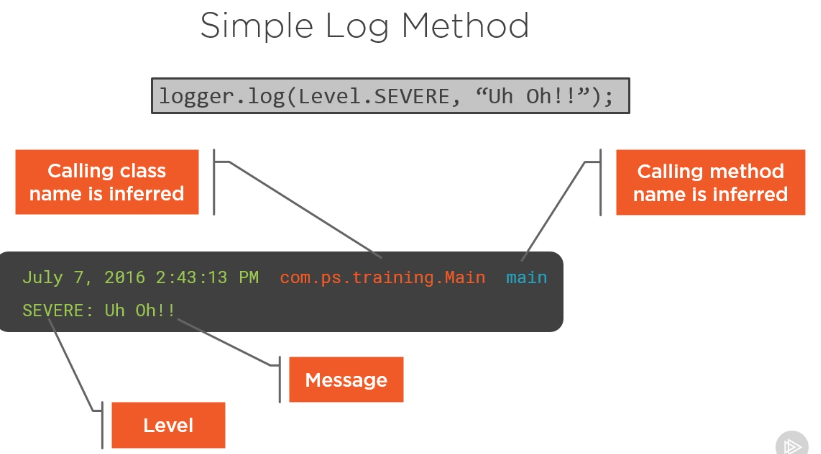 Simple Log Method
logger.log(Level.SEVERE, “Uh Oh!!”);
Calling class
name is inferred
Calling method
name is inferred
July 7, 2016 2:43:13 PM com.ps.training.Main main
SEVERE: Uh Oh!!
Message
Level